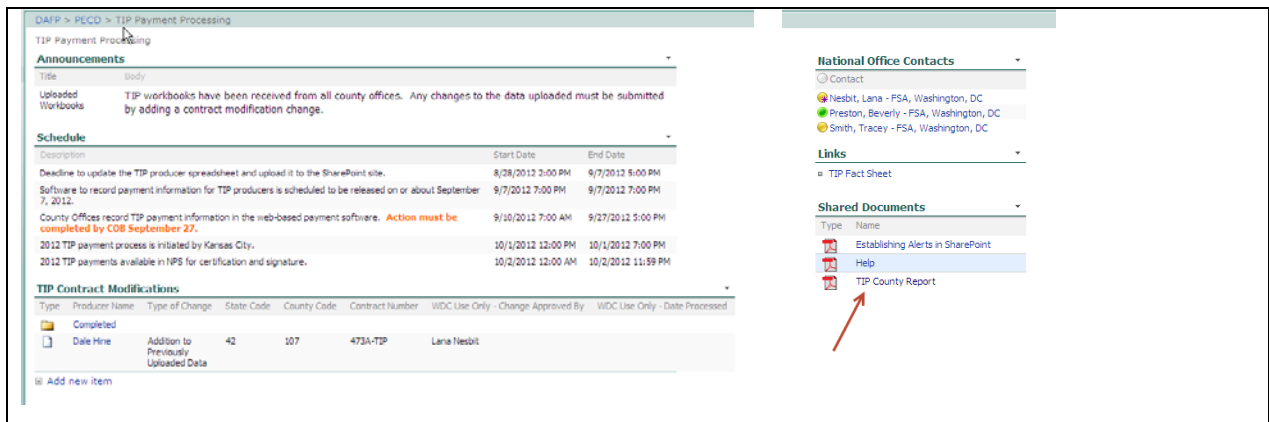 DAFP > PECD > TIP Payment Processing
TIP Payment Processing
Announcements
Title Body
Uploaded Workbooks TIP workbooks have been received from all county offices. Any changes to the data uploaded must be submitted
by adding a contract modification change.
Schedule
Description Start Date End Date
Deadline to update the TIP producer spreadsheet and upload it to the SharePoint site. 8/28/2012 2:00 PM 9/7/2012 5:00 PM
Software to record payment information for TIP producers is scheduled to be released on or about September 9/7/2012 7:00 PM 9/7/2012 7:00 PM
7, 2012.
County Offices record TIP payment information in the web-based payment software. Action must be 9/10/2012 7:00 AM 9/27/2012 5:00 PM
completed by COB September 27.
2012 TIP payment process is initiated by Kansas City. 10/1/2012 12:00 PM 10/1/2012 7:00 PM
2012 TIP payments available in NPS for certification and signature. 10/2/2012 12:00 AM 10/2/2012 11:59 PM
TIP Contract Modifications
Type Producer Name Type of Change State Code County Code Contract Number WDC Use Only - Change Approved By WDC Use Only - Date Processed
Completed
Dale Hine Addition to 42 107 473A-TIP Lana Nesbit
Previously
Uploaded Data
Add new item
National Office Contacts
Contact
Nesbit, Lana - FSA, Washington, DC
Preston, Beverly - FSA, Washington, DC
Smith, Tracey - FSA, Washington, DC
Links
TIP Fact Sheet
Shared Documents
Type Name
Establishing Alerts in SharePoint
Help
TIP County Report